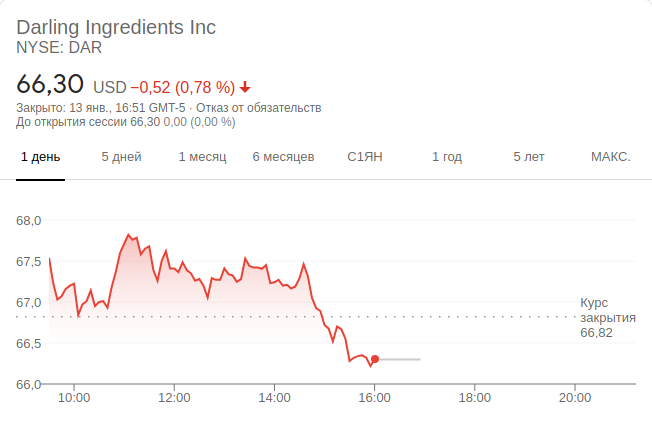 Darling Ingredients Inc
NYSE: DAR
66,30 USD −0,52 (0,78 %)
Закрыто: 13 янв., 16:51 GMT-5 · Отказ от обязательств
До открытия сессии 66,30 0,00 (0,00 %)
1 день 5 дней 1 месяц 6 месяцев С1ЯН 1 год 5 лет МАКС.
68,0
67,5
67,0
Курс
закрытия
66,82
66,5
66,0
10:00 12:00 14:00 16:00 18:00 20:00